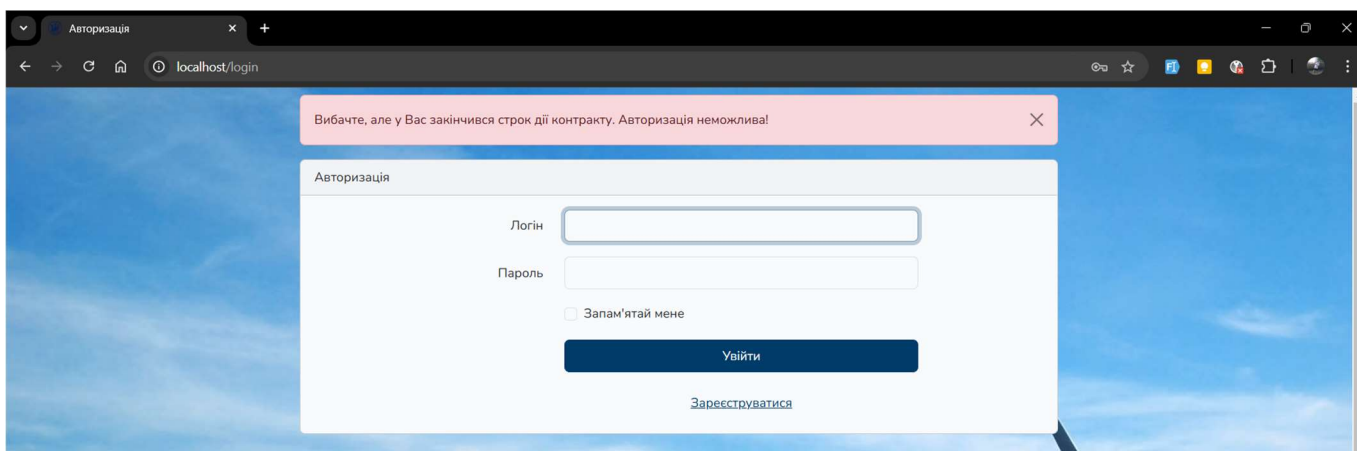 Авторизація
localhost/login
Вибачте, але у Вас закінчився строк дії контракту. Авторизація неможлива!
Авторизація
Логін
Пароль
Запам'ятай мене
Увійти
Зареєструватися